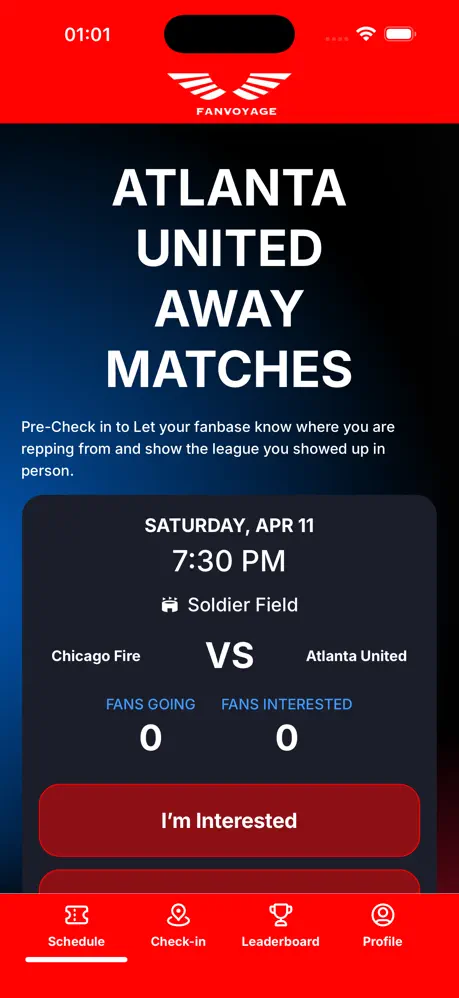 01:01
FANVOYAGE
ATLANTA
UNITED
AWAY
MATCHES
Pre-Check in to Let your fanbase know where you are
repping from and show the league you showed up in
person.
SATURDAY, APR 11
7:30 PM
Soldier Field
Chicago Fire VS Atlanta United
FANS GOING FANS INTERESTED
0 0
I’m Interested
Schedule Check-in Leaderboard Profile